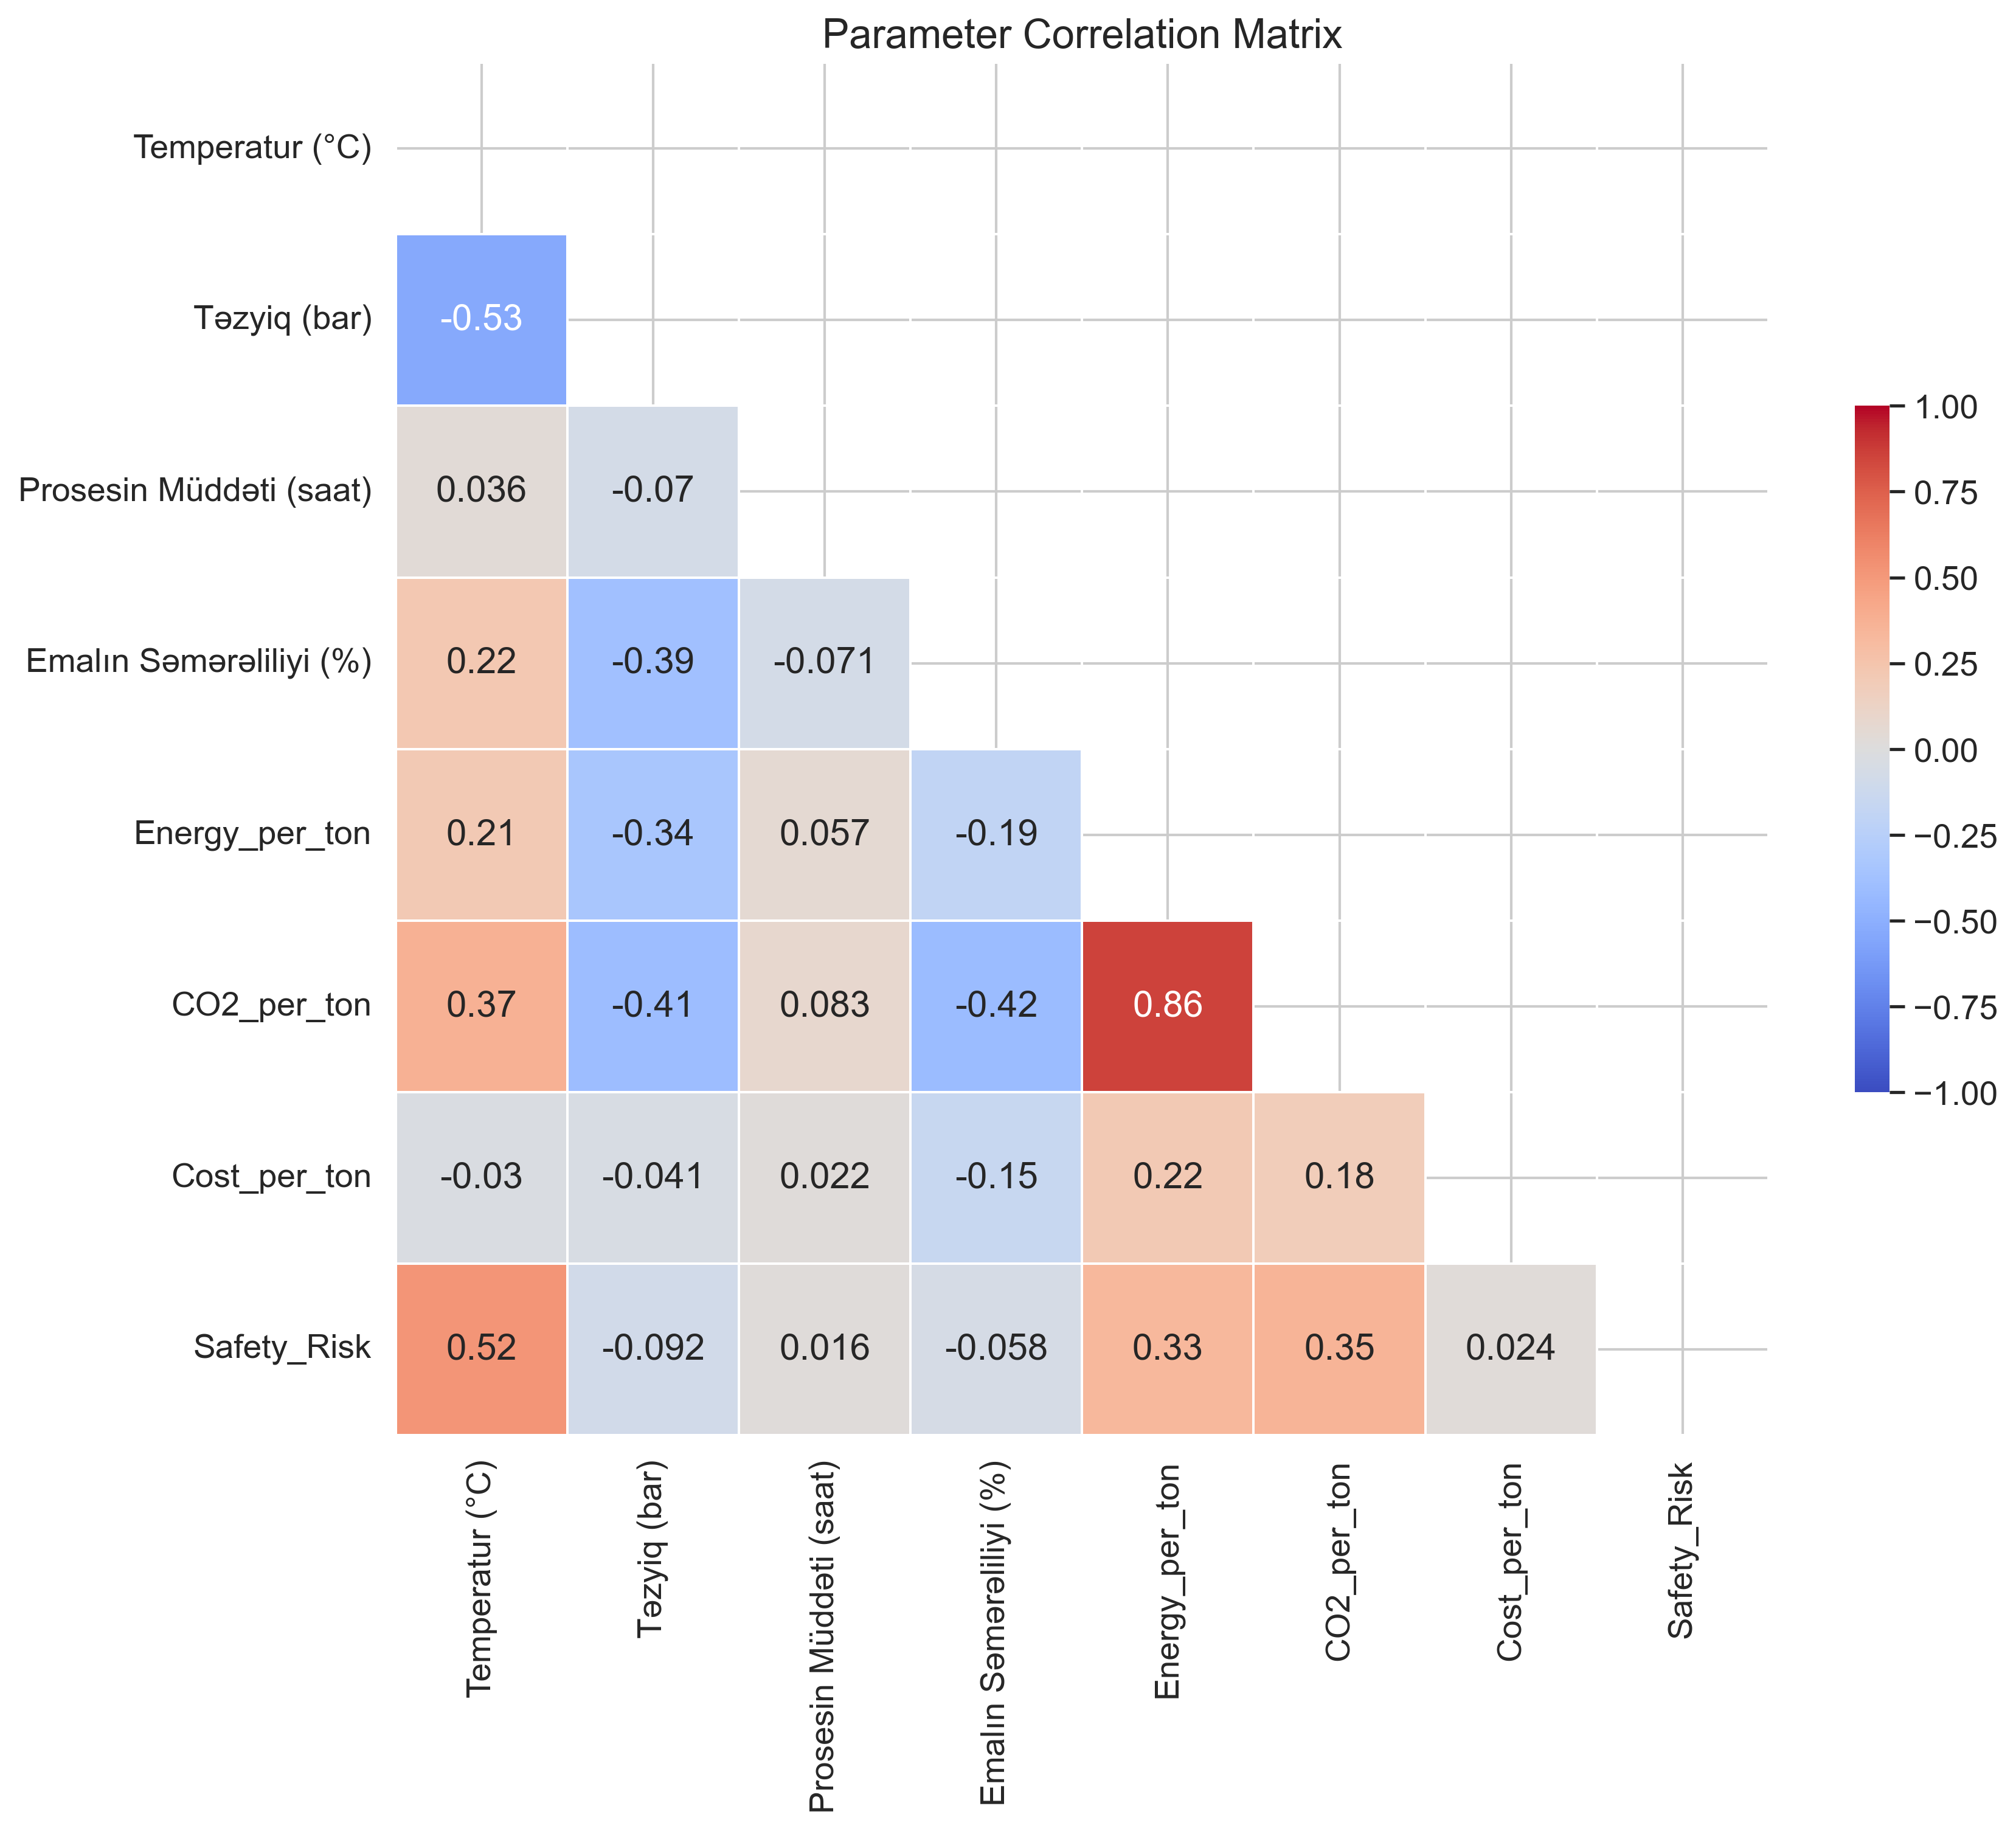 Parameter Correlation Matrix
Temperatur (°C)
Təzyiq (bar)
-0.53
Prosesin Müddəti (saat)
0.036 -0.07
Emalın Səmərəliliyi (%)
0.22 -0.39 -0.071
Energy_per_ton
0.21 -0.34 0.057 -0.19
CO2_per_ton
0.37 -0.41 0.083 -0.42 0.86
Cost_per_ton
-0.03 -0.041 0.022 -0.15 0.22 0.18
Safety_Risk
0.52 -0.092 0.016 -0.058 0.33 0.35 0.024
Temperatur (°C)
Təzyiq (bar)
Prosesin Müddəti (saat)
Emalın Səmərəliliyi (%)
Energy_per_ton
CO2_per_ton
Cost_per_ton
Safety_Risk
1.00
0.75
0.50
0.25
0.00
−0.25
−0.50
−0.75
−1.00